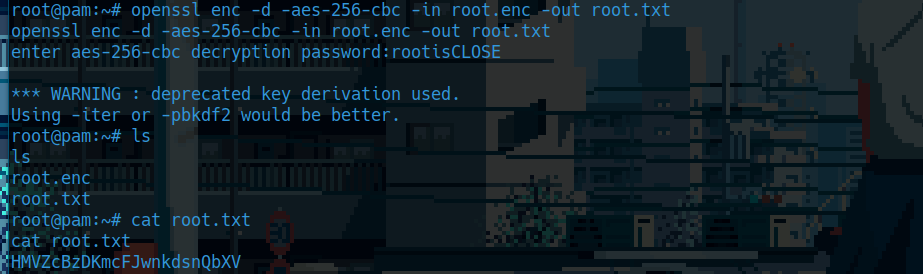 root@pam:~# openssl enc -d -aes-256-cbc -in root.enc -out root.txt
openssl enc -d -aes-256-cbc -in root.enc -out root.txt
enter aes-256-cbc decryption password:rootisCLOSE
*** WARNING : deprecated key derivation used.
Using -iter or -pbkdf2 would be better.
root@pam:~# ls
ls
root.enc
root.txt
root@pam:~# cat root.txt
cat root.txt
HMVZcBzDKmcFJwnkdsnQbXV